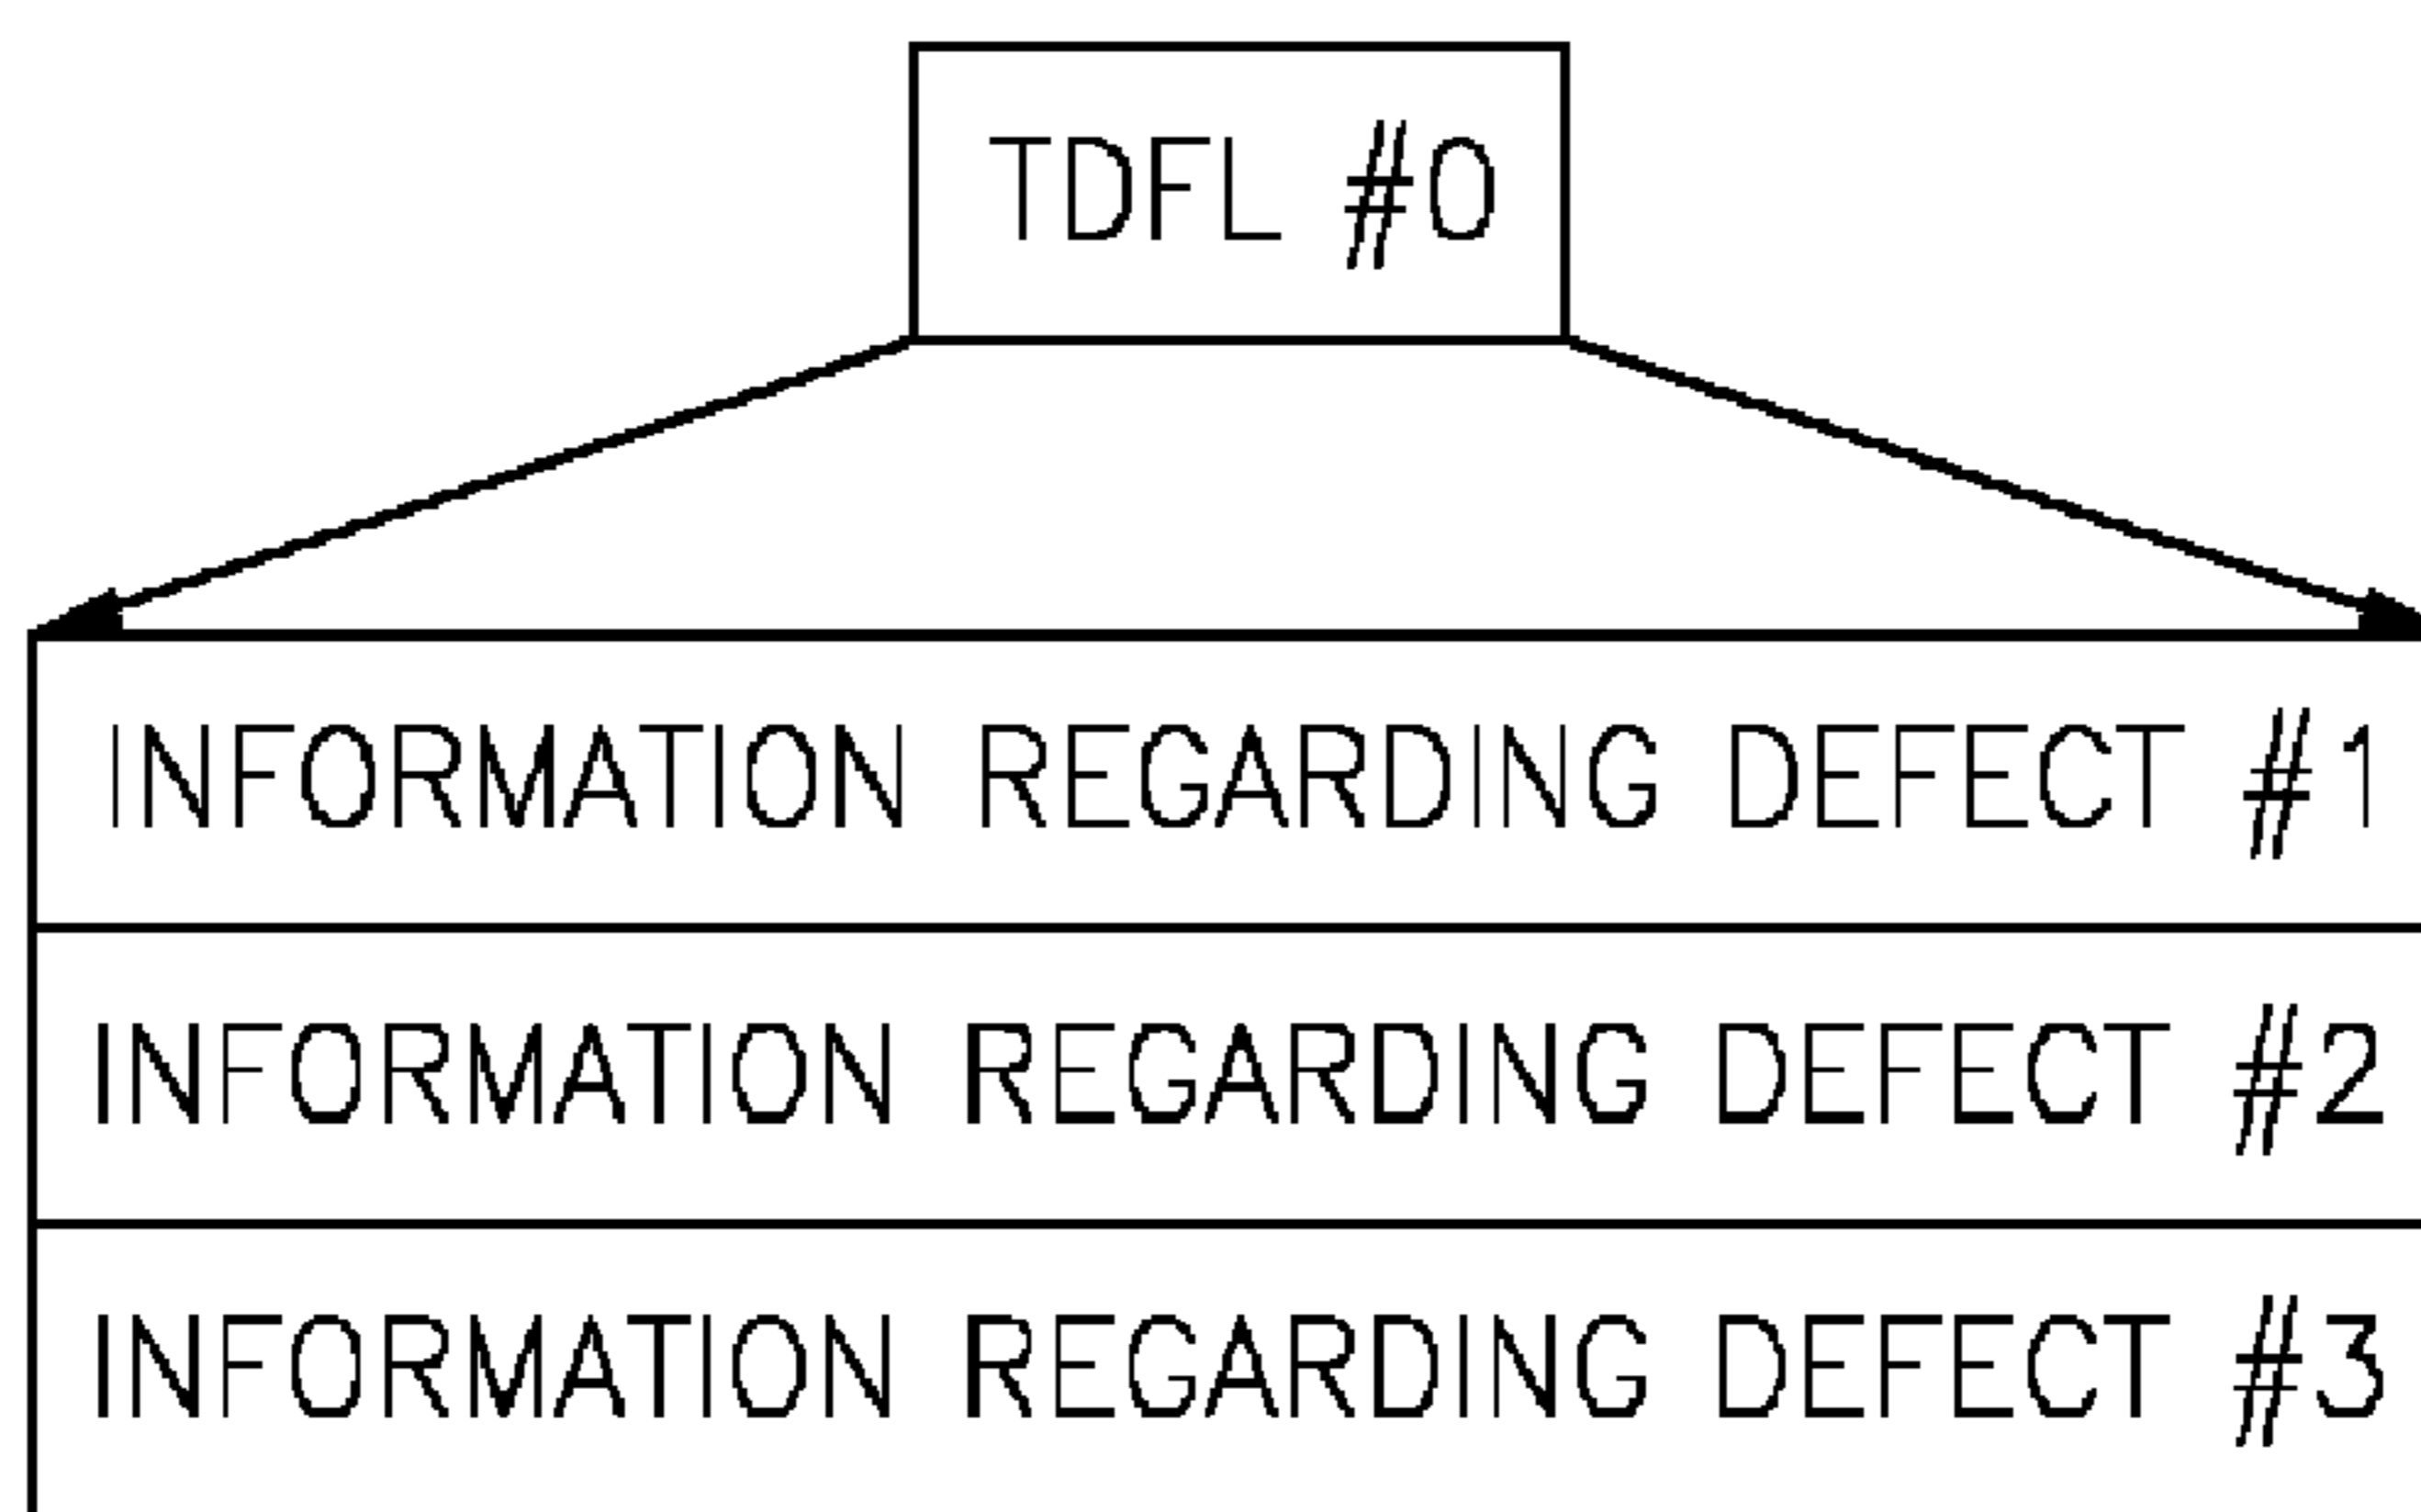 TDFL #0
INFORMATION REGARDING DEFECT #1
INFORMATION REGARDING DEFECT #2
INFORMATION REGARDING DEFECT #3